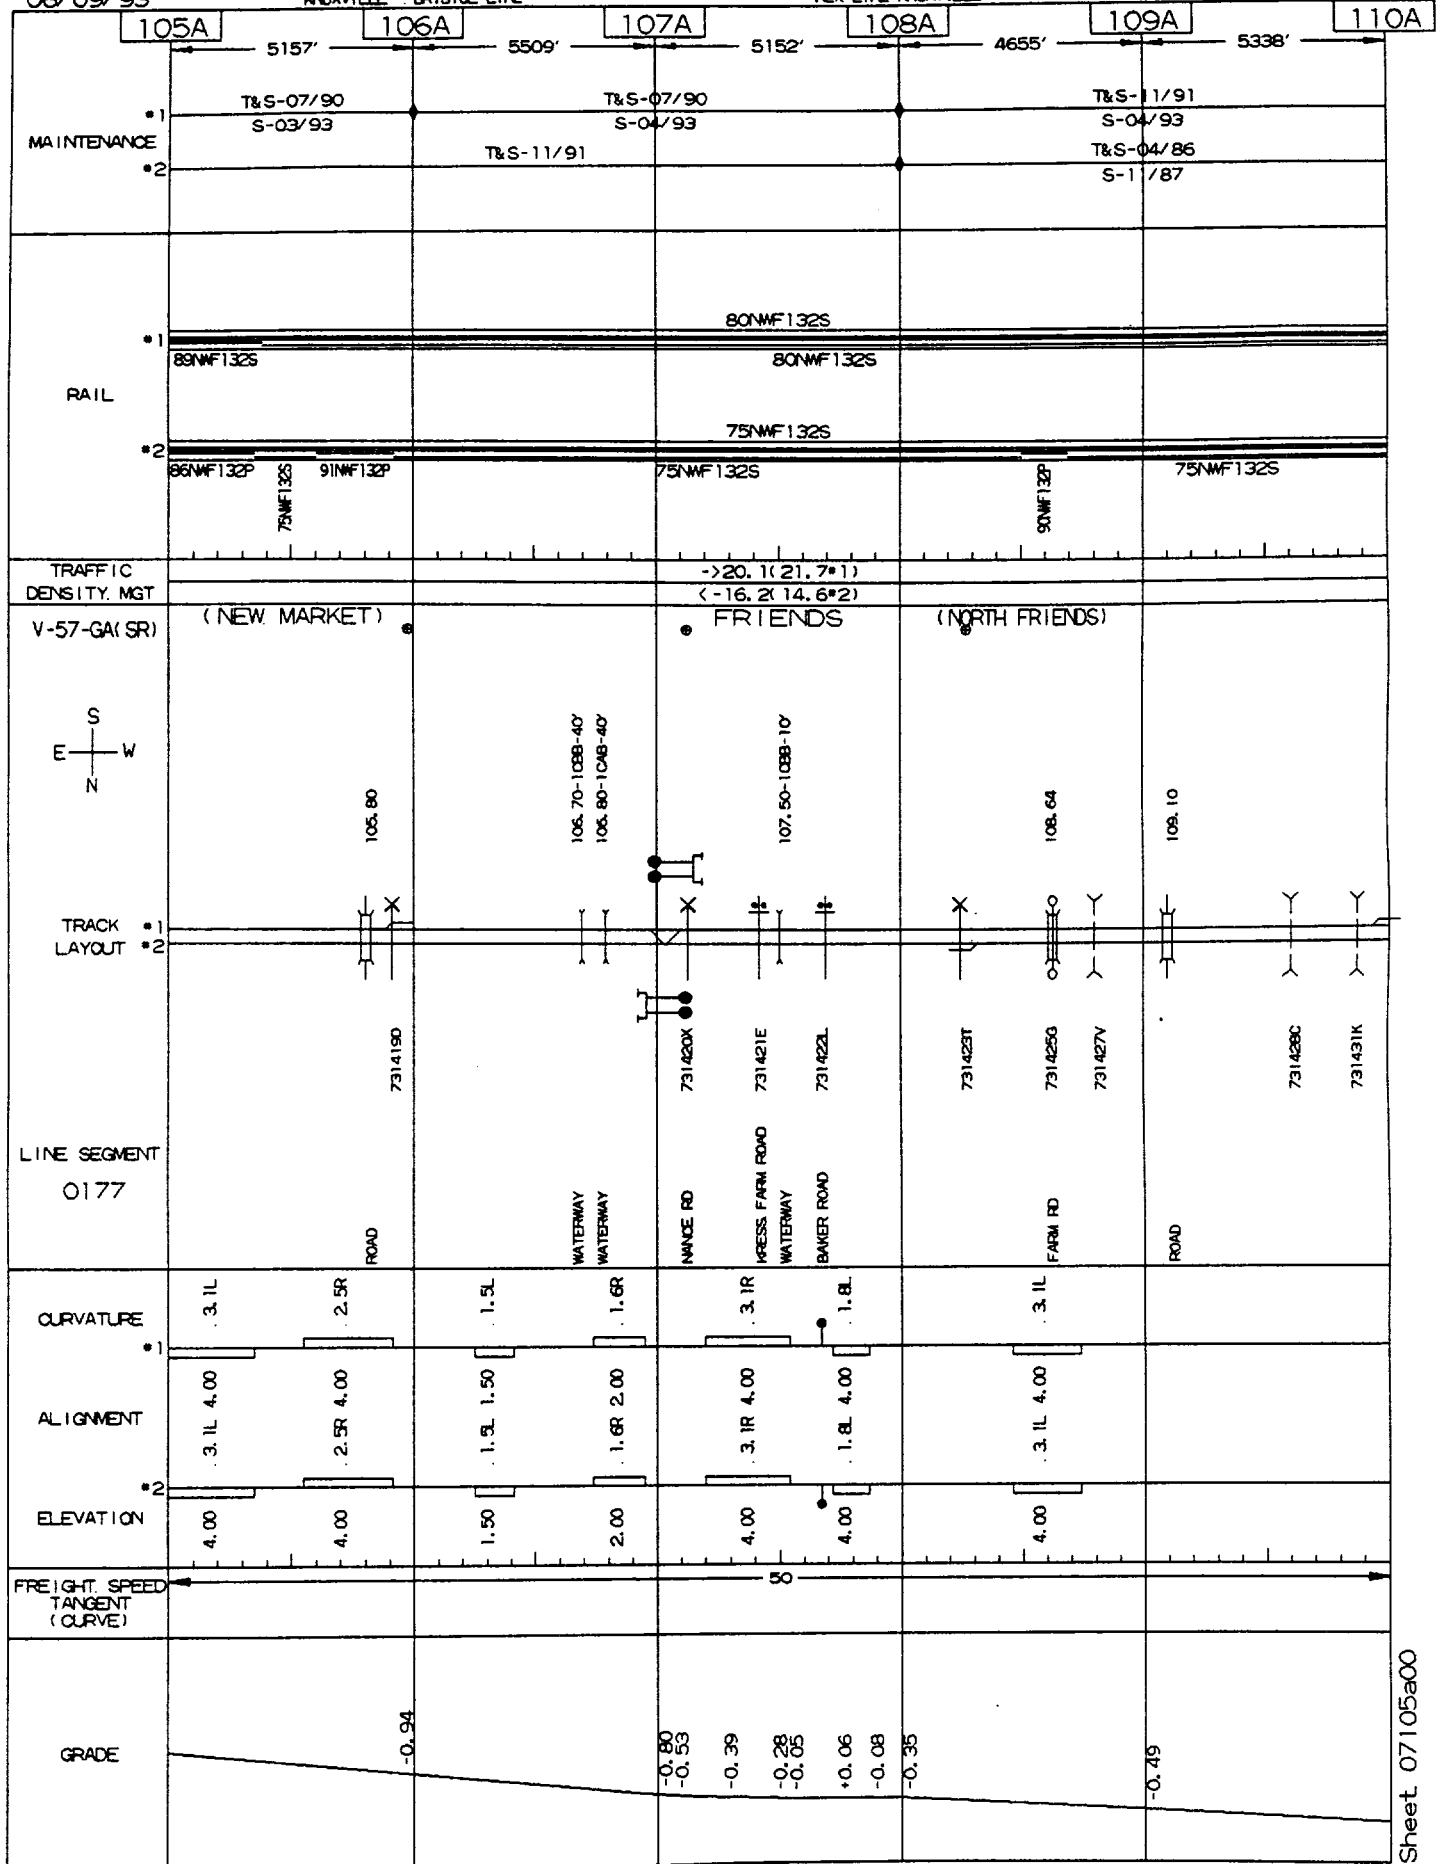 105A 106A 107A 108A 109A 110A
5157' 5509' 5152' 4655' 5338'
MAINTENANCE
#1
T&S-07/90 T&S-07/90 T&S-11/91
S-03/93 S-04/93 S-04/93
#2
T&S-11/91 T&S-04/86
S-11/87
RAIL
#1
80NWF132S
89NWF132S 80NWF132S
#2
75NWF132S
86NWF132P 75NWF132S 91NWF132P 75NWF132S 90NWF132P 75NWF132S
TRAFFIC
DENSITY. MGT
->20.1(21.7#1)
<-16.2(14.6#2)
V-57-GA(SR)
(NEW MARKET) FRIENDS (NORTH FRIENDS)
S
E W
N
105.80
106.70-10BB-40'
106.80-1CAB-40'
107.50-10BB-10'
108.64
109.10
TRACK #1
LAYOUT #2
731419D
731420X
731421E
731422L
731423T
731425G
731427V
731428C
731431K
LINE SEGMENT
0177
ROAD
WATERWAY
WATERWAY
NANCE RD
KRESS FARM ROAD
WATERWAY
BAKER ROAD
FARM RD
ROAD
CURVATURE
#1
3.1L 2.5R 1.5L 1.6R 3.1R 1.8L 3.1L
ALIGNMENT
4.00 4.00 1.50 2.00 4.00 4.00 4.00
3.1L 2.5R 1.5L 1.6R 3.1R 1.8L 3.1L
#2
ELEVATION
4.00 4.00 1.50 2.00 4.00 4.00 4.00
FREIGHT. SPEED
TANGENT
(CURVE)
50
GRADE
-0.94
-0.80
-0.53
-0.39
-0.28
-0.05
+0.06
-0.08
-0.35
-0.49
Sheet 07105a00